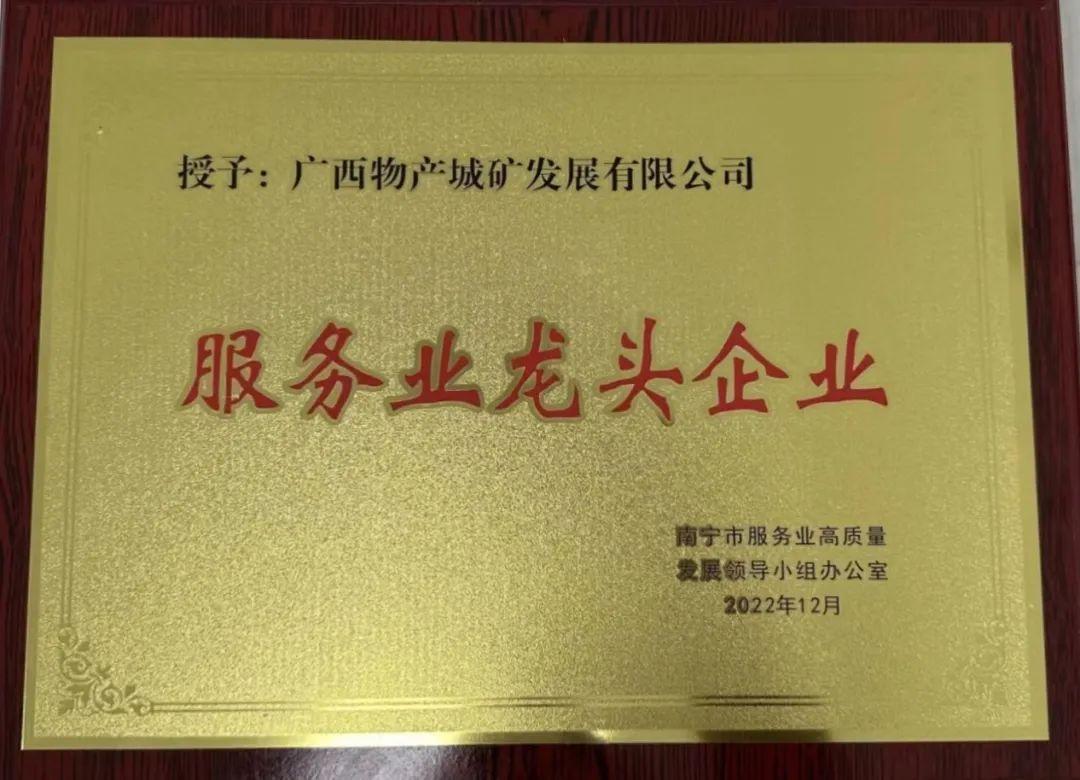 授予：广西物产城矿发展有限公司
服务业龙头企业
南宁市服务业高质量
发展领导小组办公室
2022年12月